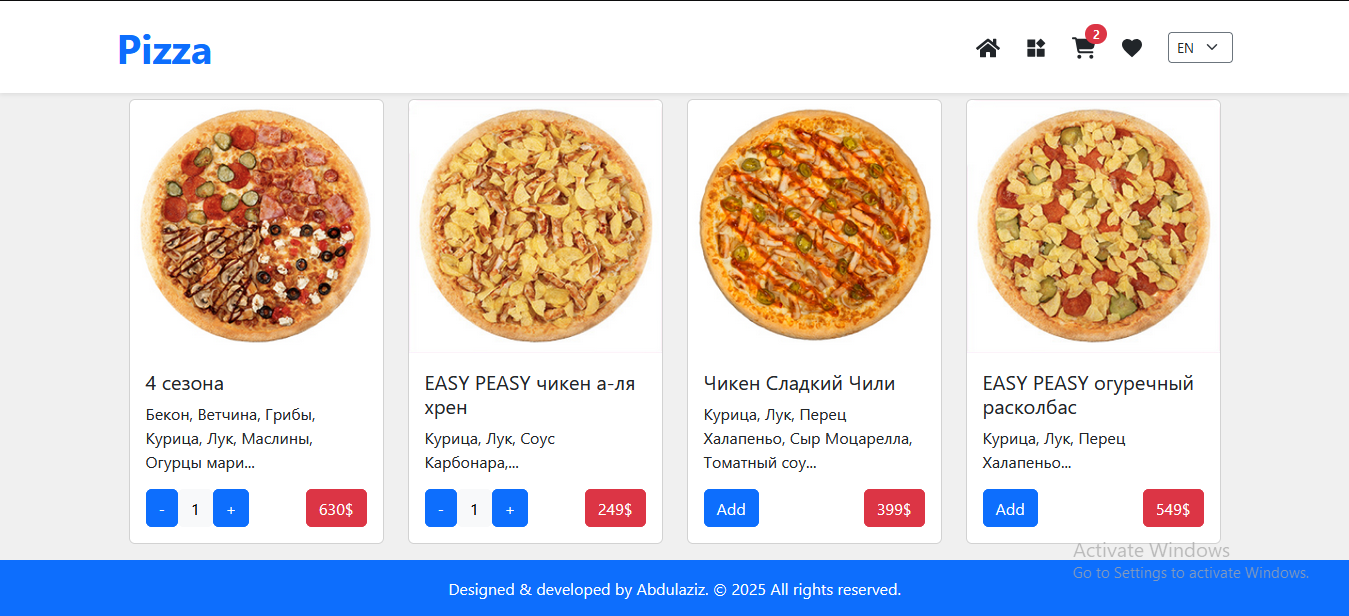 Pizza
2
EN
4 сезона
Бекон, Ветчина, Грибы,
Курица, Лук, Маслины,
Огурцы мари...
- 1 +
630$
EASY PEASY чикен а-ля
хрен
Курица, Лук, Соус
Карбонара,...
- 1 +
249$
Чикен Сладкий Чили
Курица, Лук, Перец
Халапеньо, Сыр Моцарелла,
Томатный соу...
Add
399$
EASY PEASY огуречный
расколбас
Курица, Лук, Перец
Халапеньо...
Add
549$
Activate Windows
Go to Settings to activate Windows.
Designed & developed by Abdulaziz. © 2025 All rights reserved.